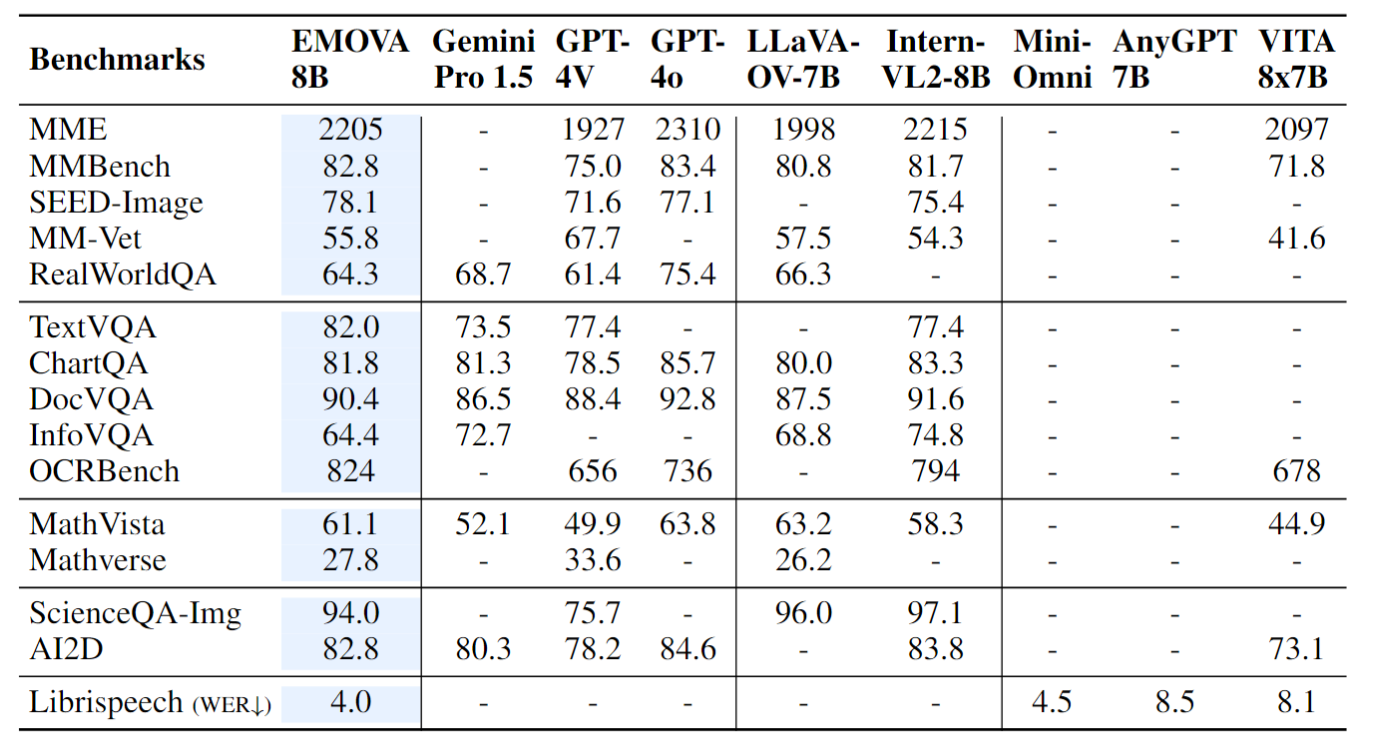 Benchmarks EMOVA 8B Gemini Pro 1.5 GPT-4V GPT-4o LLaVA-OV-7B Intern-VL2-8B Mini-Omni AnyGPT 7B VITA 8x7B
MME 2205 - 1927 2310 1998 2215 - - 2097
MMBench 82.8 - 75.0 83.4 80.8 81.7 - - 71.8
SEED-Image 78.1 - 71.6 77.1 - 75.4 - - -
MM-Vet 55.8 - 67.7 - 57.5 54.3 - - 41.6
RealWorldQA 64.3 68.7 61.4 75.4 66.3 - - - -
TextVQA 82.0 73.5 77.4 - - 77.4 - - -
ChartQA 81.8 81.3 78.5 85.7 80.0 83.3 - - -
DocVQA 90.4 86.5 88.4 92.8 87.5 91.6 - - -
InfoVQA 64.4 72.7 - - 68.8 74.8 - - -
OCRBench 824 - 656 736 - 794 - - 678
MathVista 61.1 52.1 49.9 63.8 63.2 58.3 - - 44.9
Mathverse 27.8 - 33.6 - 26.2 - - - -
ScienceQA-Img 94.0 - 75.7 - 96.0 97.1 - - -
AI2D 82.8 80.3 78.2 84.6 - 83.8 - - 73.1
Librispeech (WER↓) 4.0 - - - - - 4.5 8.5 8.1